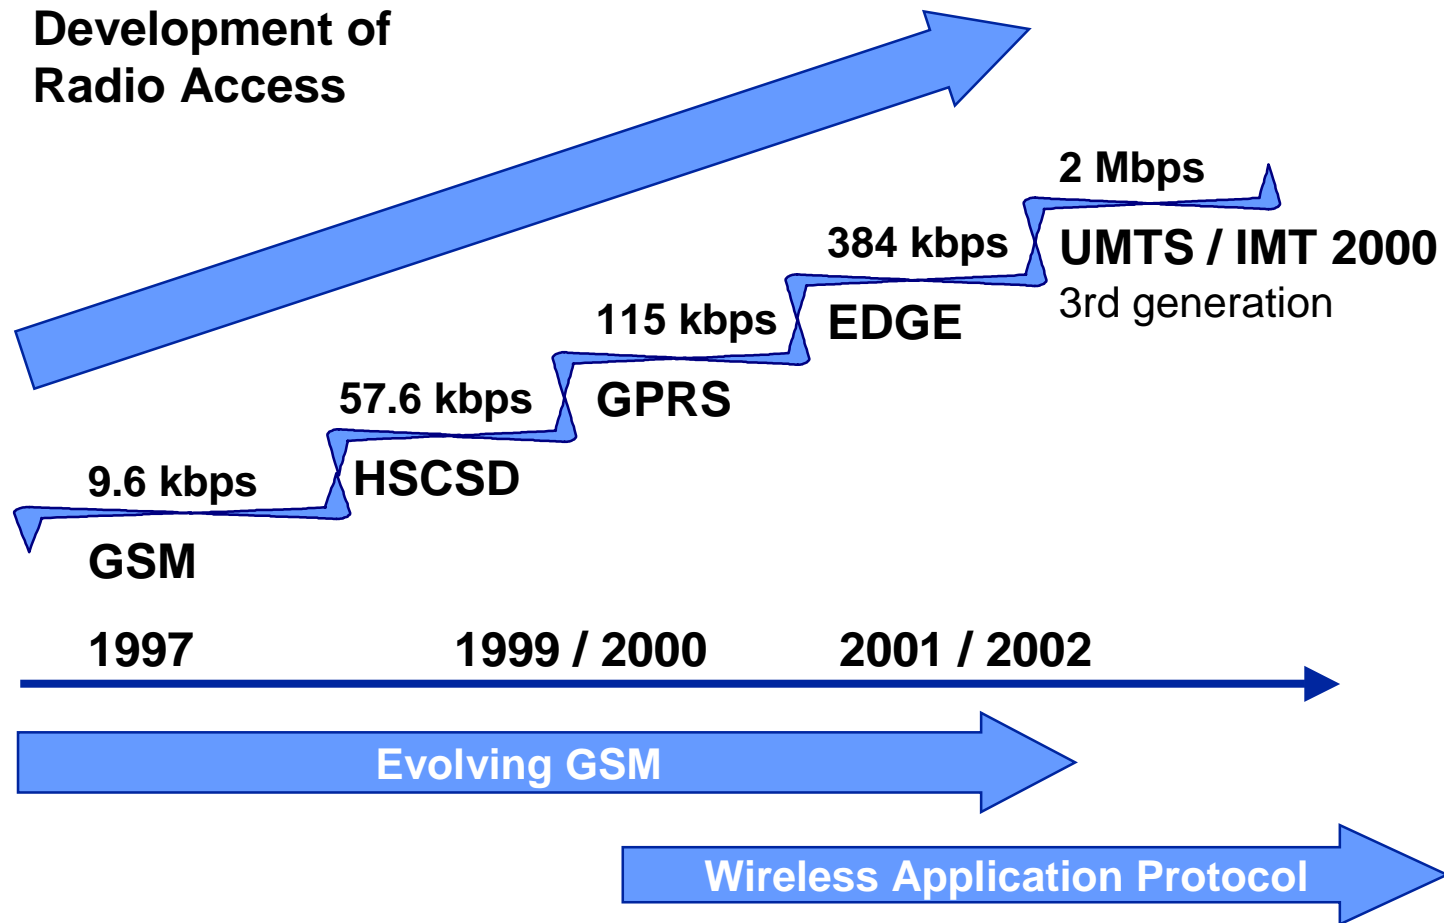 Development of
Radio Access
2 Mbps
UMTS / IMT 2000
3rd generation
384 kbps
EDGE
115 kbps
GPRS
57.6 kbps
HSCSD
9.6 kbps
GSM
1997 1999 / 2000 2001 / 2002
Evolving GSM
Wireless Application Protocol